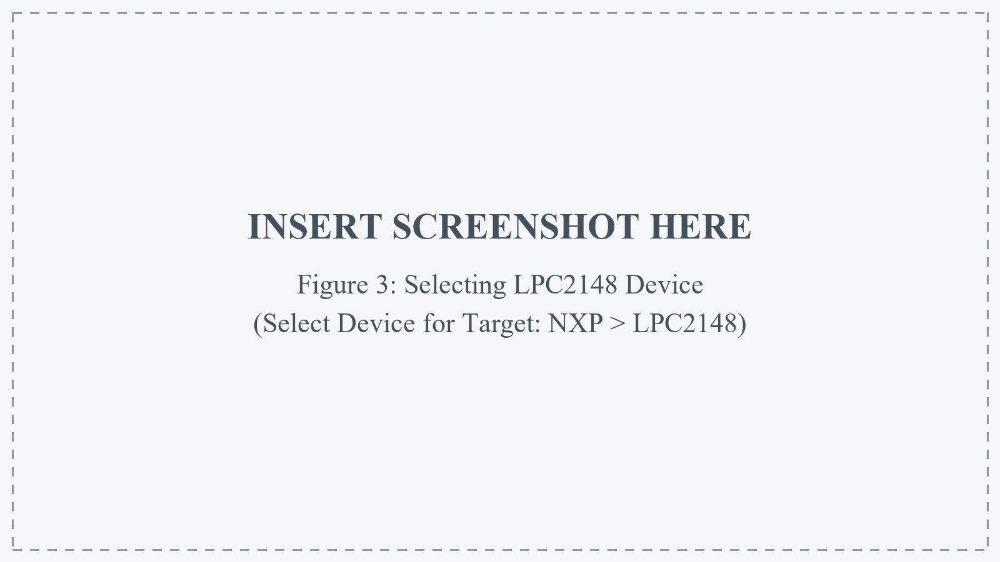 INSERT SCREENSHOT HERE
Figure 3: Selecting LPC2148 Device
(Select Device for Target: NXP > LPC2148)